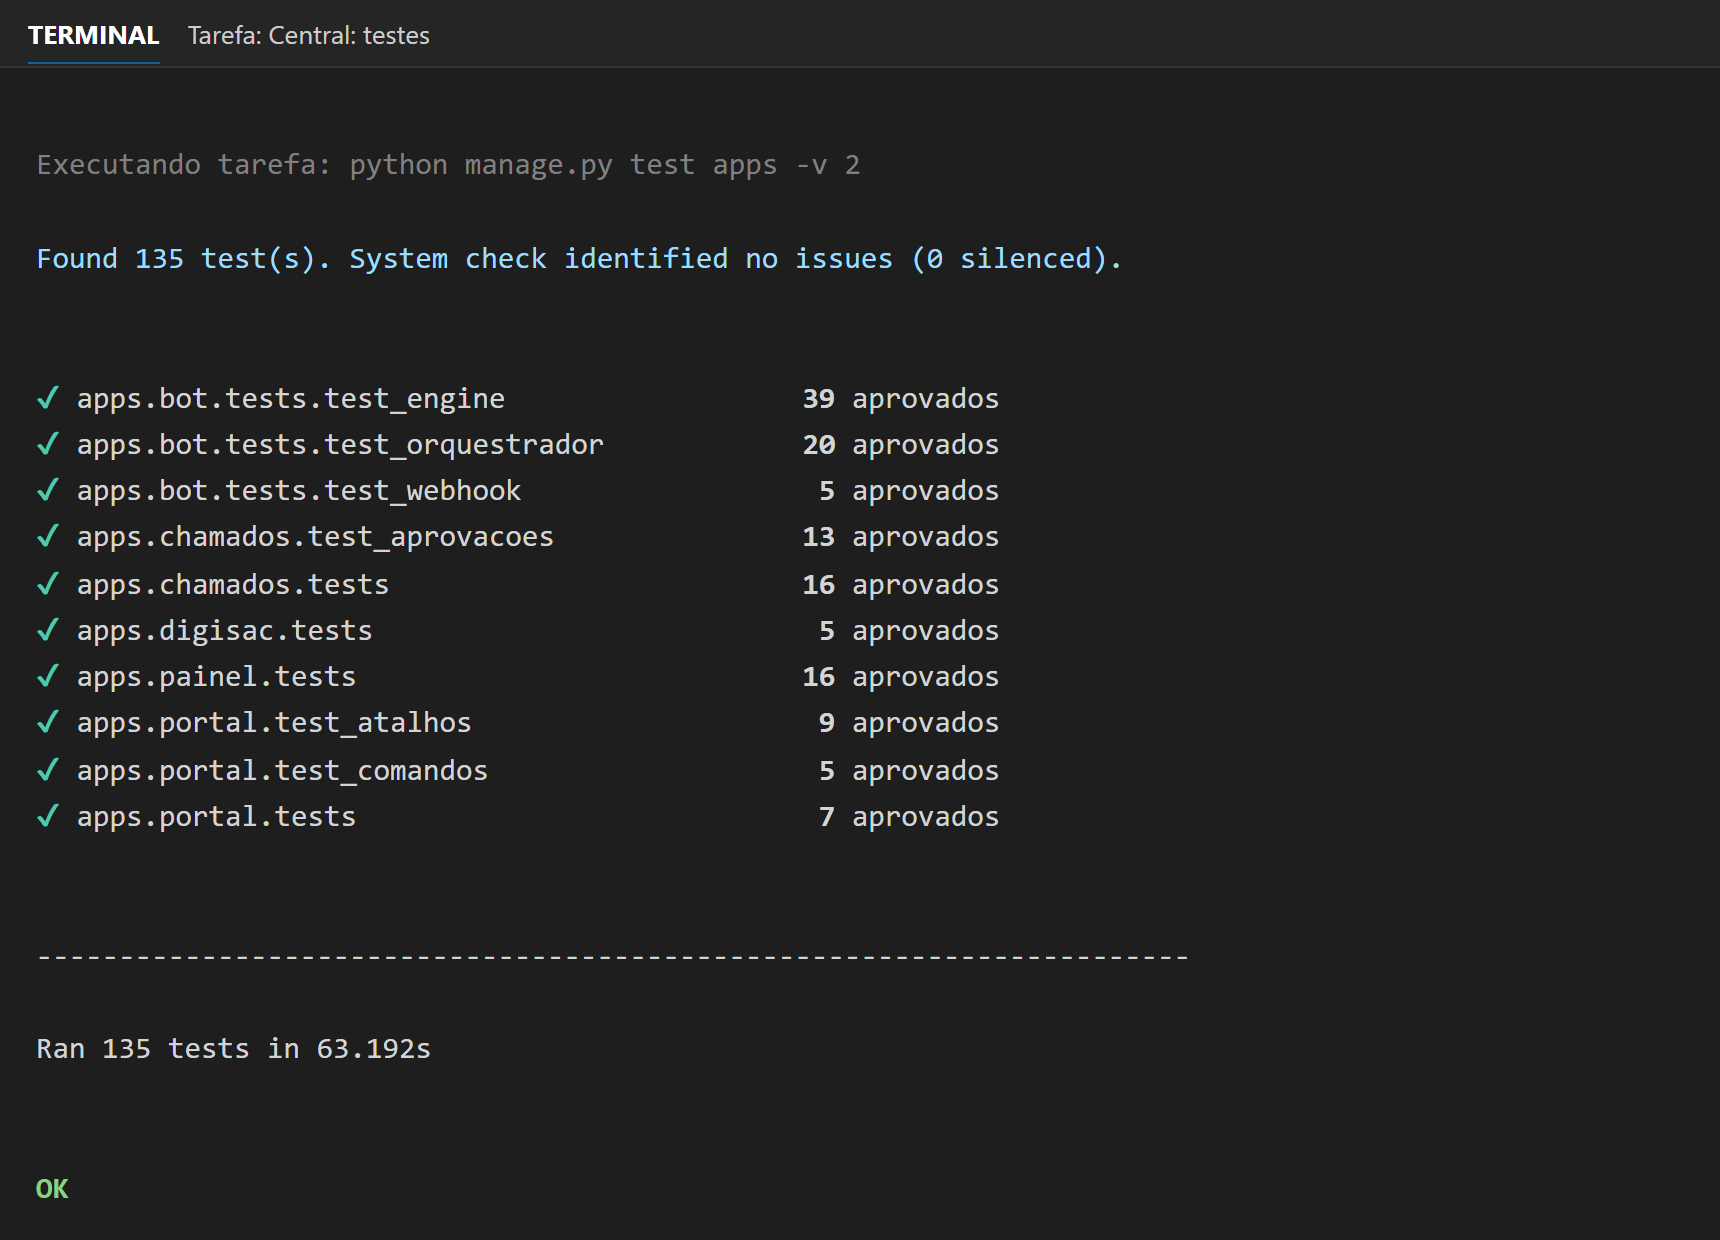 TERMINAL Tarefa: Central: testes
Executando tarefa: python manage.py test apps -v 2
Found 135 test(s). System check identified no issues (0 silenced).
✓ apps.bot.tests.test_engine 39 aprovados
✓ apps.bot.tests.test_orquestrador 20 aprovados
✓ apps.bot.tests.test_webhook 5 aprovados
✓ apps.chamados.test_aprovacoes 13 aprovados
✓ apps.chamados.tests 16 aprovados
✓ apps.digisac.tests 5 aprovados
✓ apps.painel.tests 16 aprovados
✓ apps.portal.test_atalhos 9 aprovados
✓ apps.portal.test_comandos 5 aprovados
✓ apps.portal.tests 7 aprovados
----------------------------------------------------------------------
Ran 135 tests in 63.192s
OK